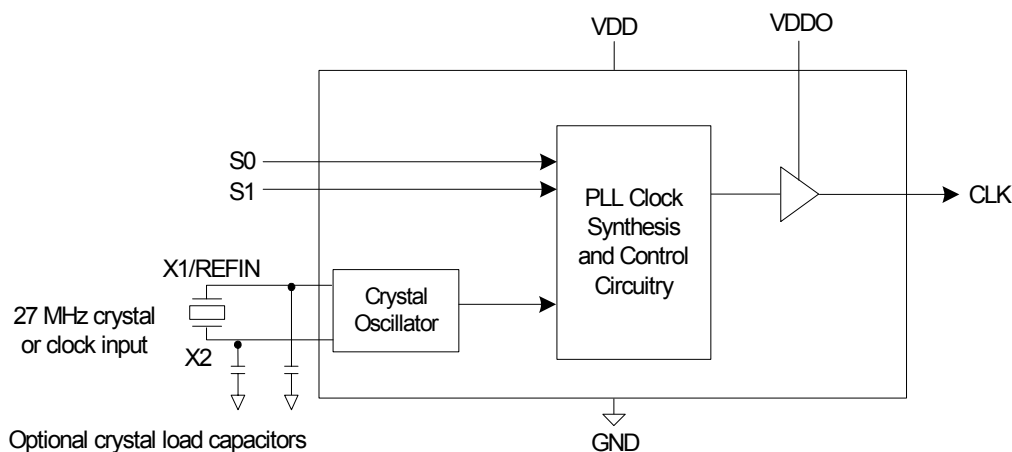 VDD
VDDO
S0
S1
PLL Clock
Synthesis
and Control
Circuitry
CLK
X1/REFIN
Crystal
Oscillator
27 MHz crystal
or clock input
X2
Optional crystal load capacitors
GND